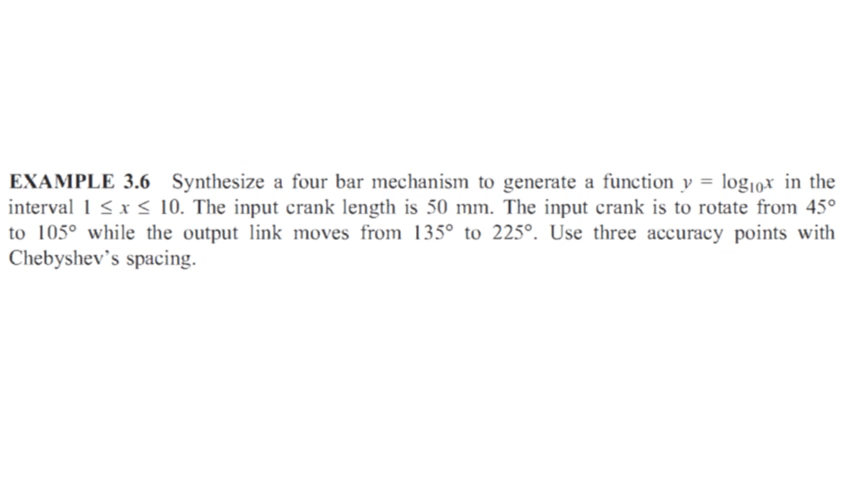 EXAMPLE 3.6 Synthesize a four bar mechanism to generate a function y = log₁₀x in the
interval 1 ≤ x ≤ 10. The input crank length is 50 mm. The input crank is to rotate from 45°
to 105° while the output link moves from 135° to 225°. Use three accuracy points with
Chebyshev's spacing.